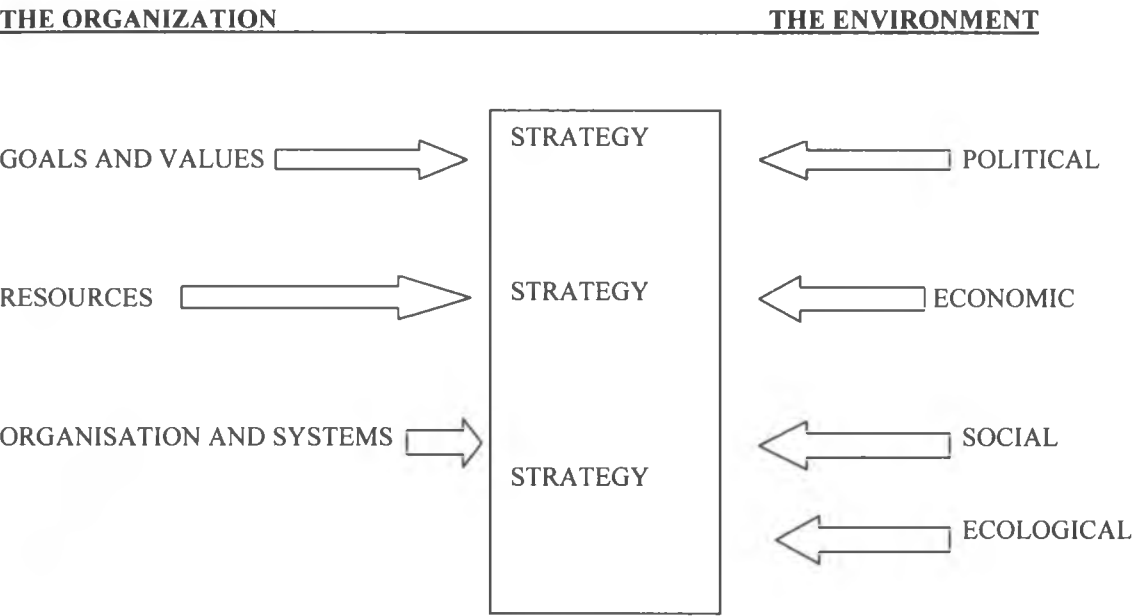 THE ORGANIZATION THE ENVIRONMENT
STRATEGY
GOALS AND VALUES POLITICAL
RESOURCES STRATEGY ECONOMIC
ORGANISATION AND SYSTEMS SOCIAL
STRATEGY
ECOLOGICAL